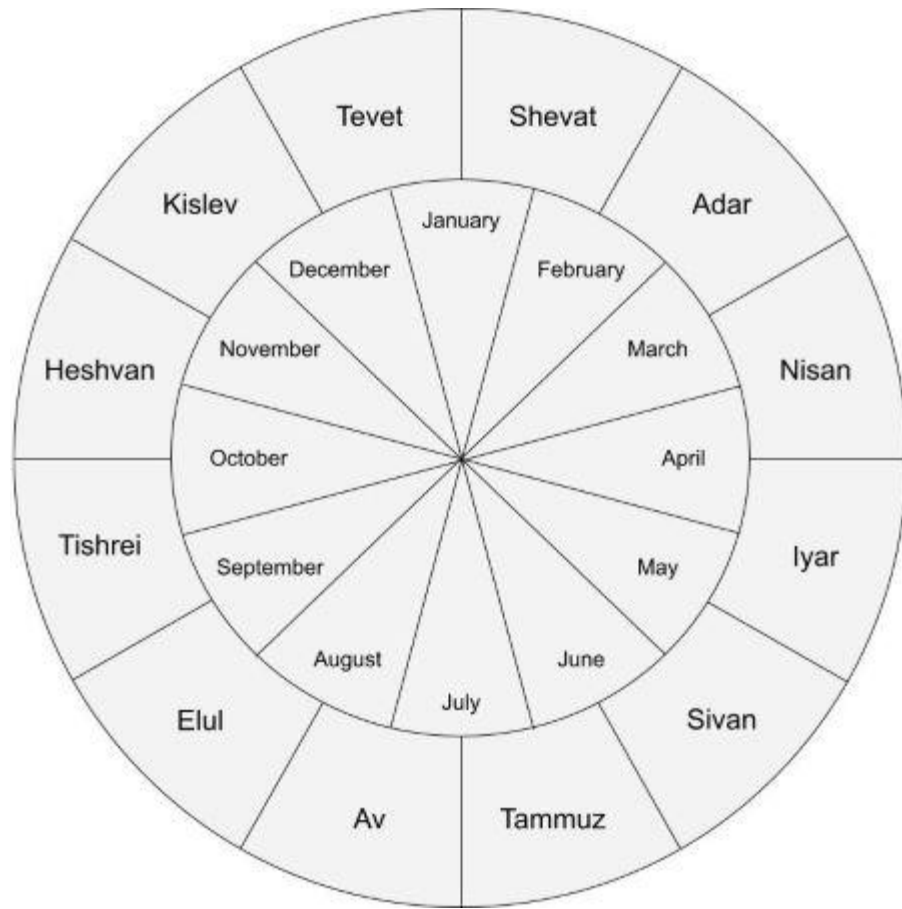 Tevet
Shevat
Adar
Nisan
Iyar
Sivan
Tammuz
Av
Elul
Tishrei
Heshvan
Kislev
January
February
March
April
May
June
July
August
September
October
November
December